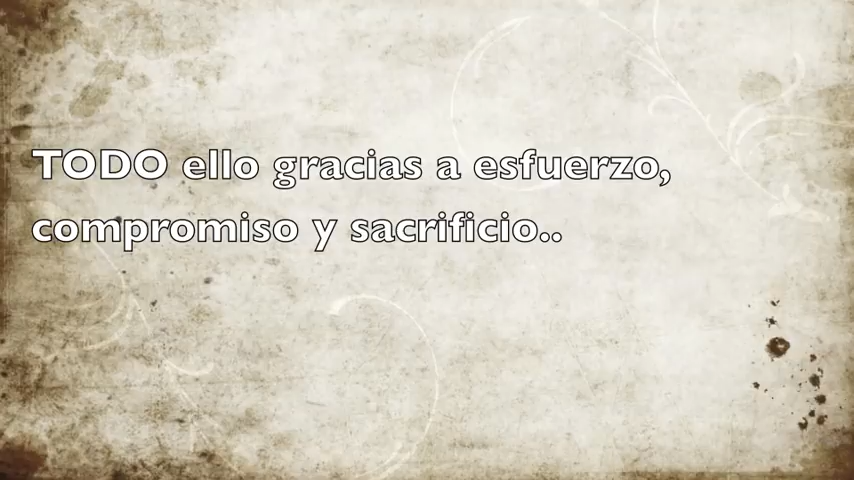 TODO ello gracias a esfuerzo,
compromiso y sacrificio..